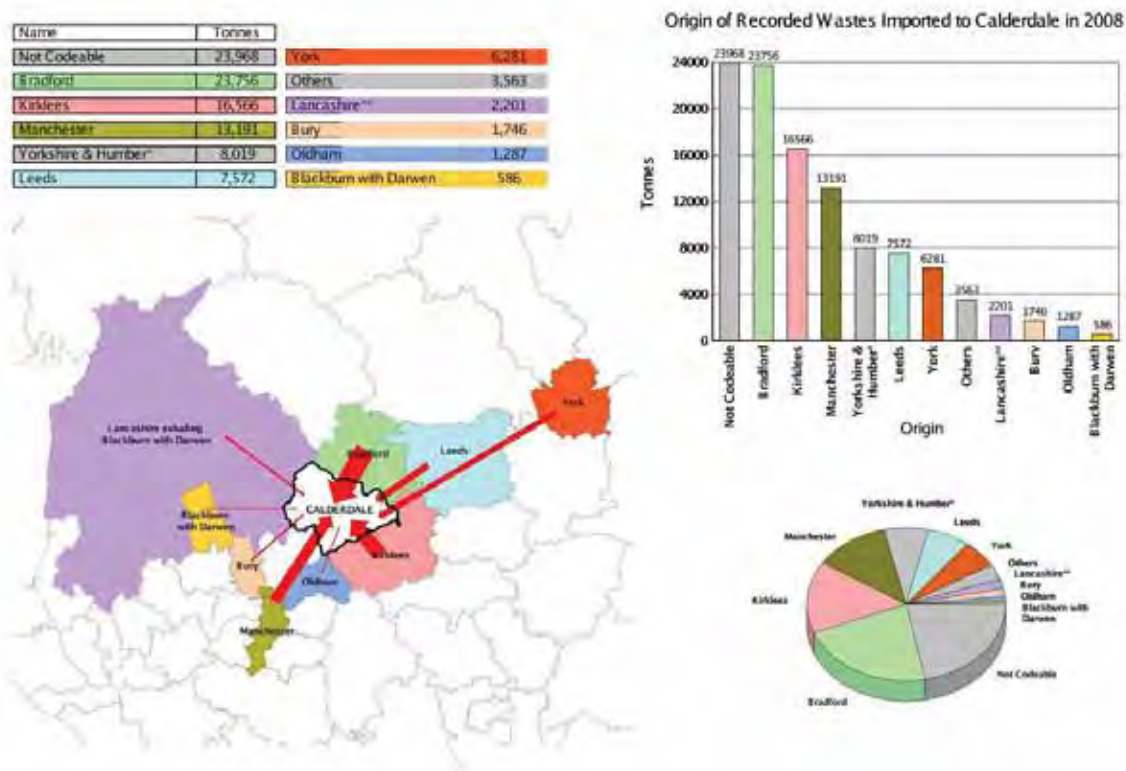 Name Tonnes
Not Codeable 23,968
Bradford 23,756
Kirklees 16,566
Manchester 13,191
Yorkshire & Humber* 8,019
Leeds 7,572
York 6,281
Others 3,563
Lancashire** 2,201
Bury 1,746
Oldham 1,287
Blackburn with Darwen 586
Origin of Recorded Wastes Imported to Calderdale in 2008
Tonnes
24000
20000
16000
12000
8000
4000
0
23968
23756
16566
13191
8019
7572
6281
3563
2201
1746
1287
586
Not Codeable
Bradford
Kirklees
Manchester
Yorkshire &
Humber*
Leeds
York
Others
Lancashire**
Bury
Oldham
Blackburn with
Darwen
Origin
York
Lancashire exluding
Blackburn with Darwen
Bradford
Leeds
CALDERDALE
Blackburn
with Darwen
Bury
Kirklees
Oldham
Manchester
Yorkshire & Humber*
Leeds
Manchester
York
Others
Lancashire**
Bury
Oldham
Blackburn with
Darwen
Kirklees
Not Codeable
Bradford